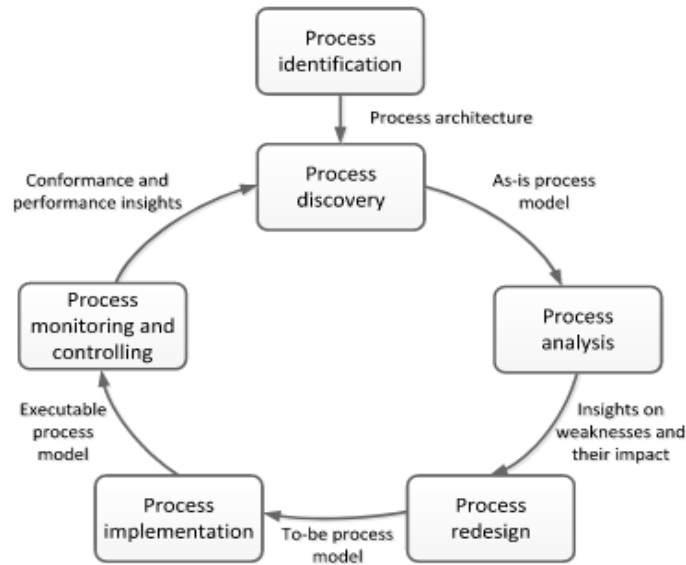 Process
identification
Process architecture
Process
discovery
As-is process
model
Process
analysis
Insights on
weaknesses and
their impact
Process
redesign
To-be process
model
Process
implementation
Executable
process
model
Process
monitoring and
controlling
Conformance and
performance insights